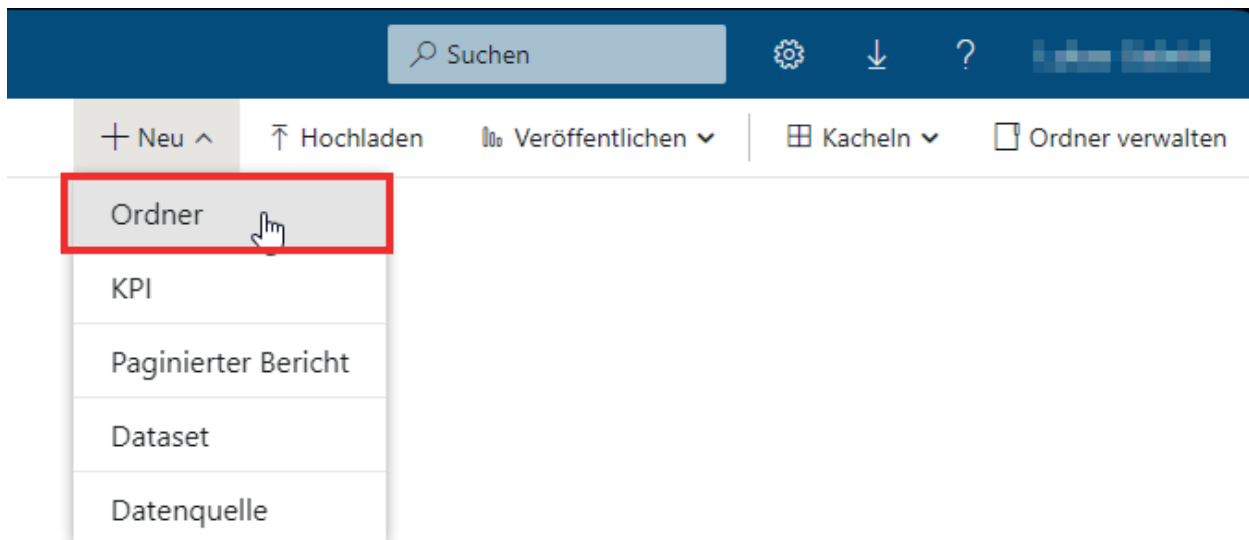 Suchen ?
Neu Hochladen Veröffentlichen Kacheln Ordner verwalten
Ordner
KPI
Paginierter Bericht
Dataset
Datenquelle